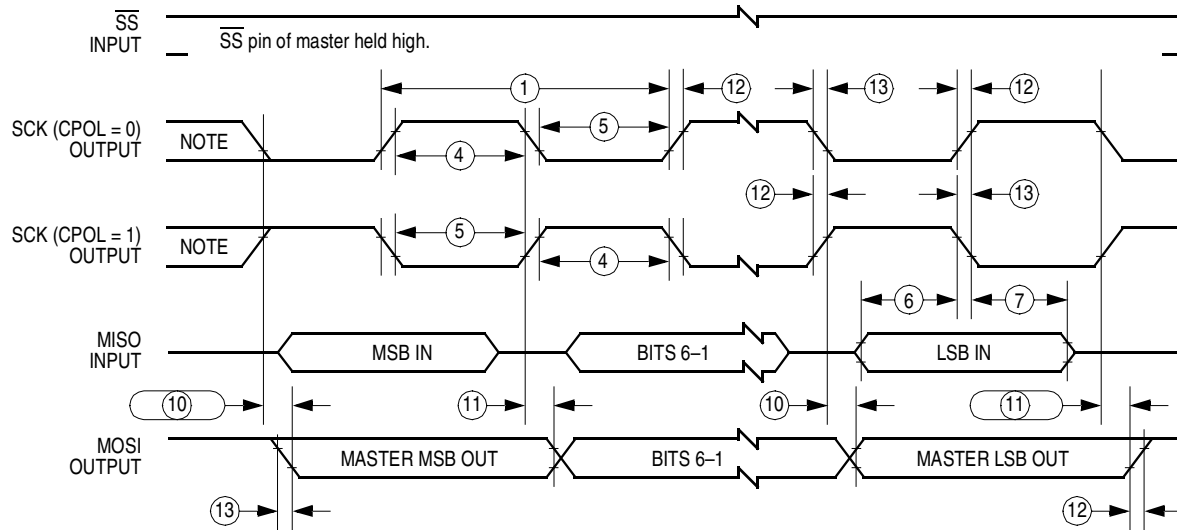 SS
INPUT
SS pin of master held high.
1
12
13
12
SCK (CPOL = 0)
OUTPUT
NOTE
5
4
12
13
SCK (CPOL = 1)
OUTPUT
NOTE
5
4
6
7
MISO
INPUT
MSB IN
BITS 6–1
LSB IN
10
11
10
11
MOSI
OUTPUT
MASTER MSB OUT
BITS 6–1
MASTER LSB OUT
13
12